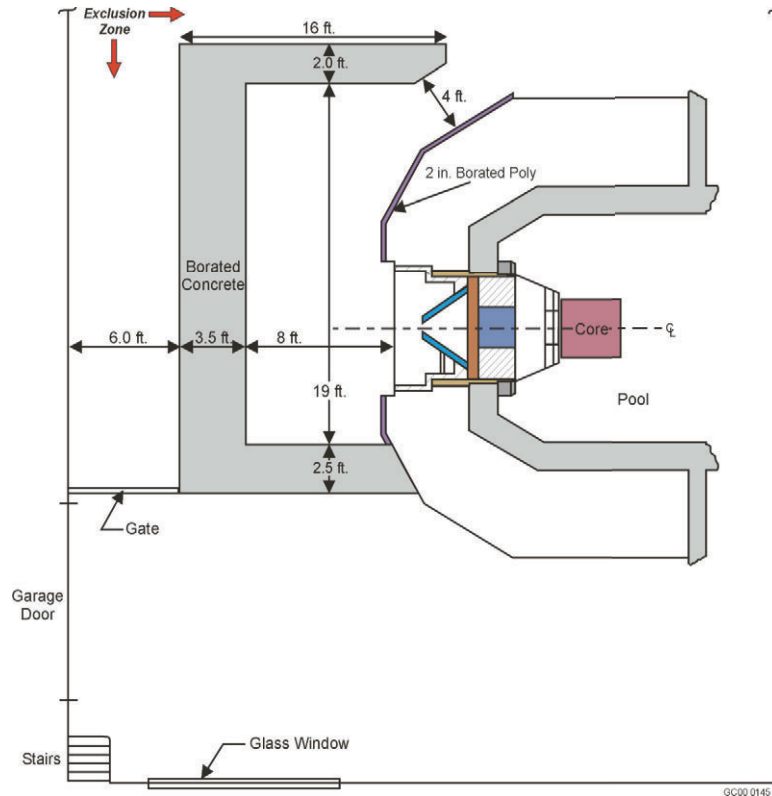 Exclusion
Zone
16 ft.
2.0 ft.
4 ft.
2 in. Borated Poly
Borated
Concrete
6.0 ft.
3.5 ft.
8 ft.
Core
℄
19 ft.
Pool
2.5 ft.
Gate
Garage
Door
Glass Window
Stairs
GC00 0145